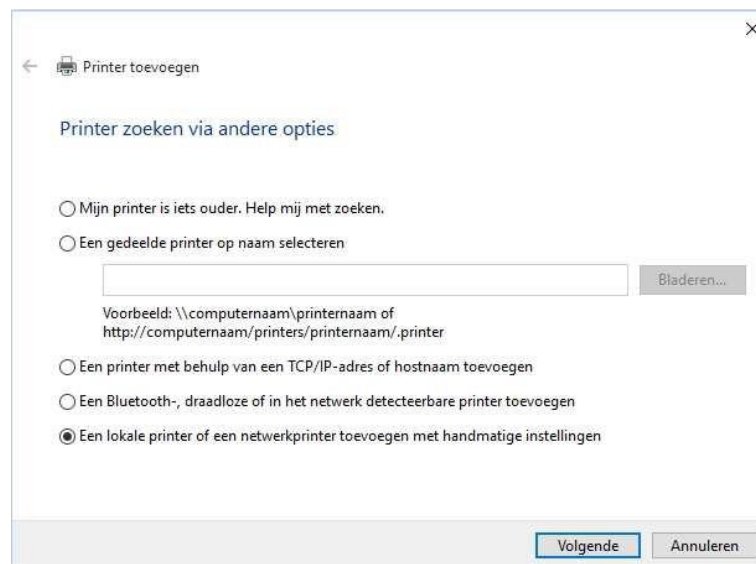 Printer toevoegen
Printer zoeken via andere opties
Mijn printer is iets ouder. Help mij met zoeken.
Een gedeelde printer op naam selecteren
Bladeren...
Voorbeeld: \\computernaam\printernaam of
http://computernaam/printers/printernaam/.printer
Een printer met behulp van een TCP/IP-adres of hostnaam toevoegen
Een Bluetooth-, draadloze of in het netwerk detecteerbare printer toevoegen
Een lokale printer of een netwerkprinter toevoegen met handmatige instellingen
Volgende
Annuleren